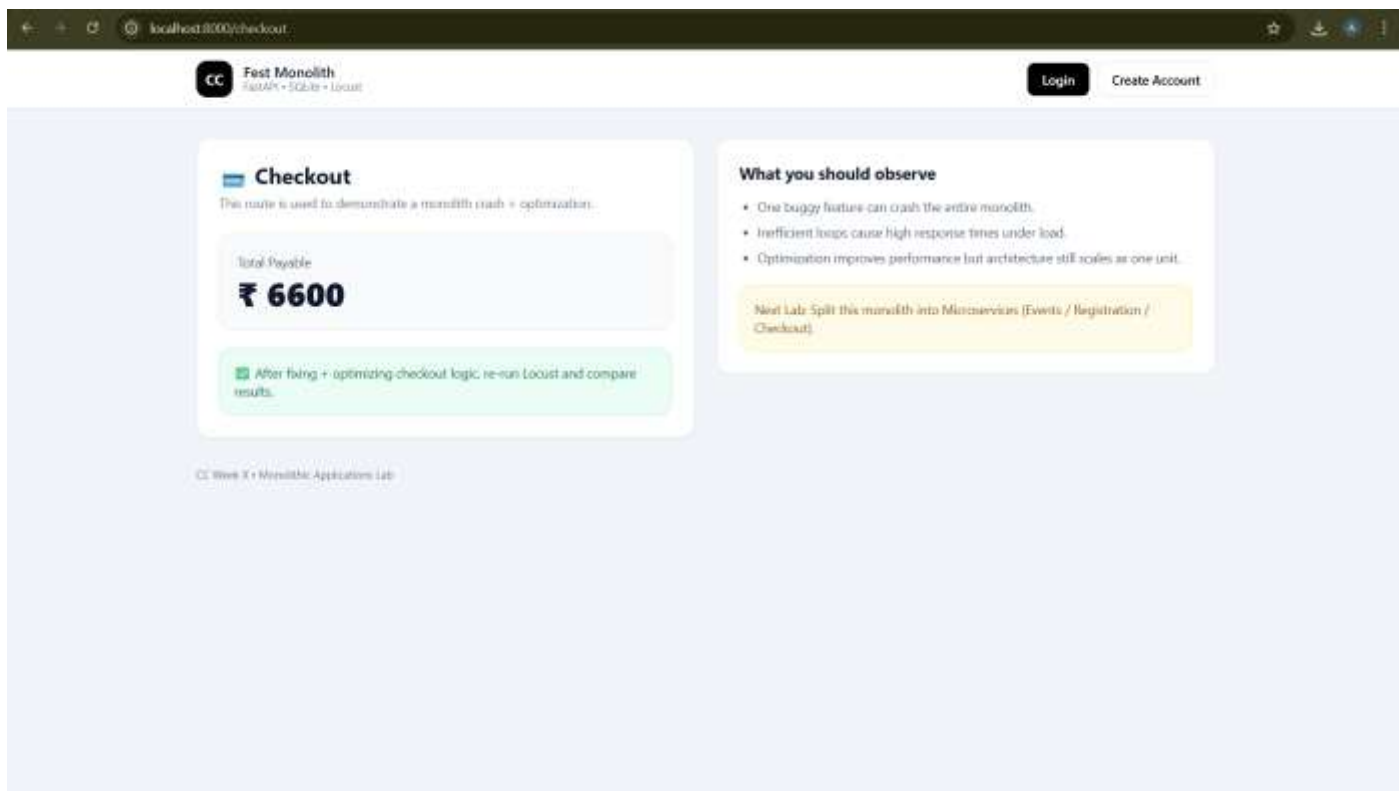 localhost:8000/checkout
CC
Fest Monolith
FastAPI • SQLite • Locust
Login
Create Account
Checkout
This route is used to demonstrate a monolith crash + optimization.
Total Payable
₹ 6600
After fixing + optimizing checkout logic, re-run Locust and compare
results.
What you should observe
• One buggy feature can crash the entire monolith.
• Inefficient loops cause high response times under load.
• Optimization improves performance but architecture still scales as one unit.
Next Lab: Split this monolith into Microservices (Events / Registration /
Checkout).
CC Week X • Monolithic Applications Lab